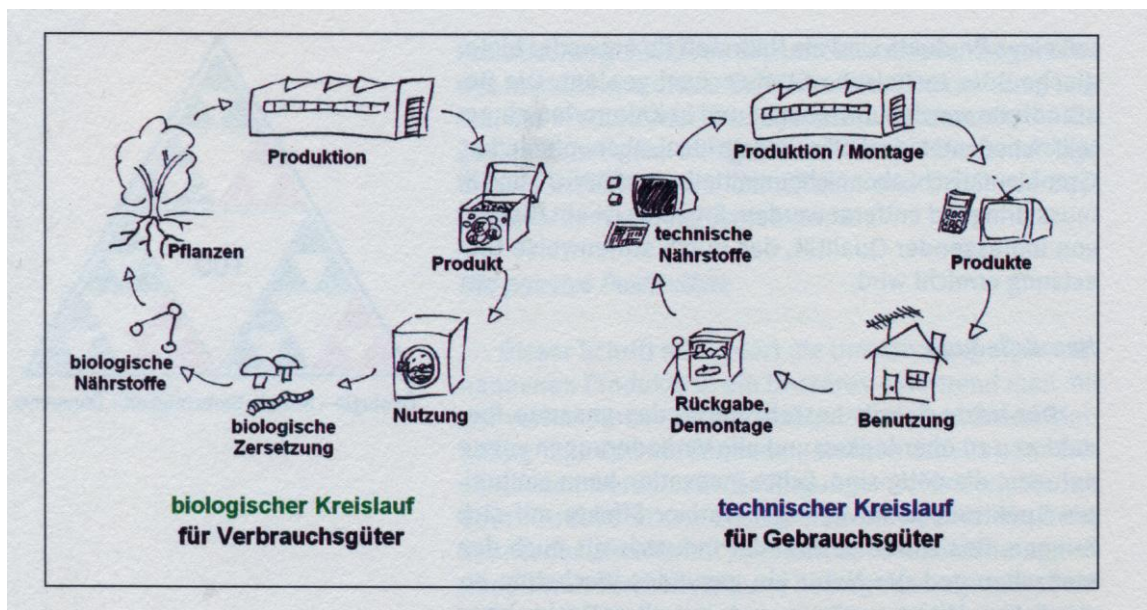 Produktion
Pflanzen
Produkt
biologische
Nährstoffe
biologische
Zersetzung
Nutzung
biologischer Kreislauf
für Verbrauchsgüter
Produktion / Montage
technische
Nährstoffe
Produkte
Rückgabe,
Demontage
Benutzung
technischer Kreislauf
für Gebrauchsgüter